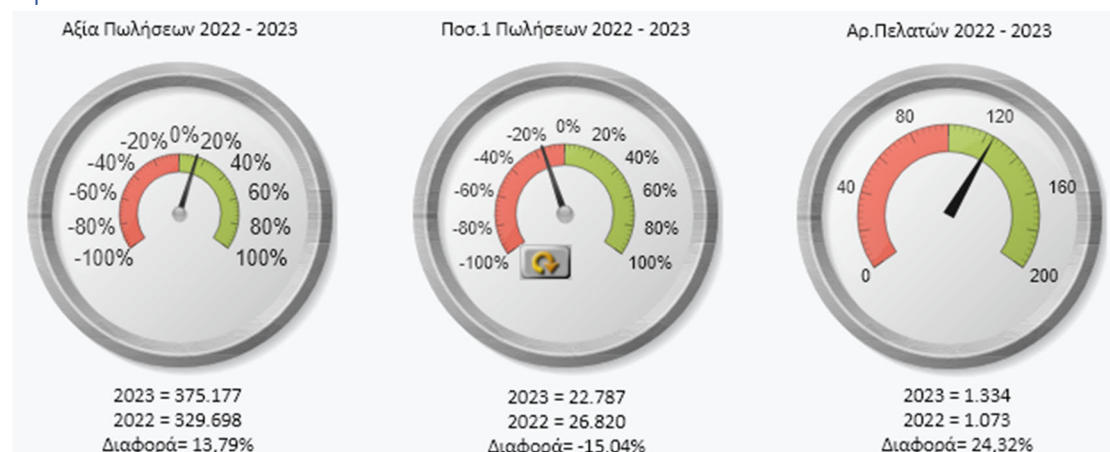 Αξία Πωλήσεων 2022 - 2023
-100%
-80%
-60%
-40%
-20%
0%
20%
40%
60%
80%
100%
2023 = 375.177
2022 = 329.698
Διαφορά= 13,79%
Ποσ.1 Πωλήσεων 2022 - 2023
-100%
-80%
-60%
-40%
-20%
0%
20%
40%
60%
80%
100%
2023 = 22.787
2022 = 26.820
Διαφορά= -15,04%
Αρ.Πελατών 2022 - 2023
0
40
80
120
160
200
2023 = 1.334
2022 = 1.073
Διαφορά= 24,32%